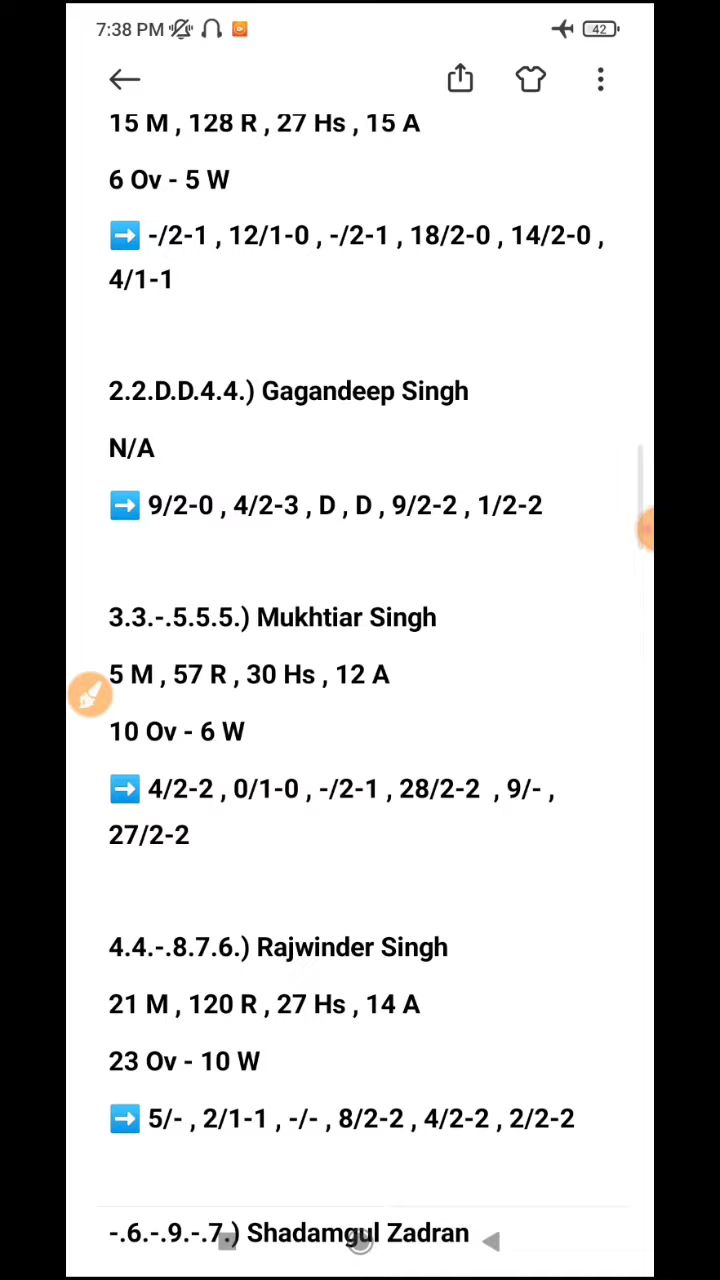 7:38 PM
42
15 M , 128 R , 27 Hs , 15 A
6 Ov - 5 W
➡️ -/2-1 , 12/1-0 , -/2-1 , 18/2-0 , 14/2-0 ,
4/1-1
2.2.D.D.4.4.) Gagandeep Singh
N/A
➡️ 9/2-0 , 4/2-3 , D , D , 9/2-2 , 1/2-2
3.3.-.5.5.5.) Mukhtiar Singh
5 M , 57 R , 30 Hs , 12 A
10 Ov - 6 W
➡️ 4/2-2 , 0/1-0 , -/2-1 , 28/2-2 , 9/- ,
27/2-2
4.4.-.8.7.6.) Rajwinder Singh
21 M , 120 R , 27 Hs , 14 A
23 Ov - 10 W
➡️ 5/- , 2/1-1 , -/- , 8/2-2 , 4/2-2 , 2/2-2
-.6.-.9.-.7.) Shadamgul Zadran